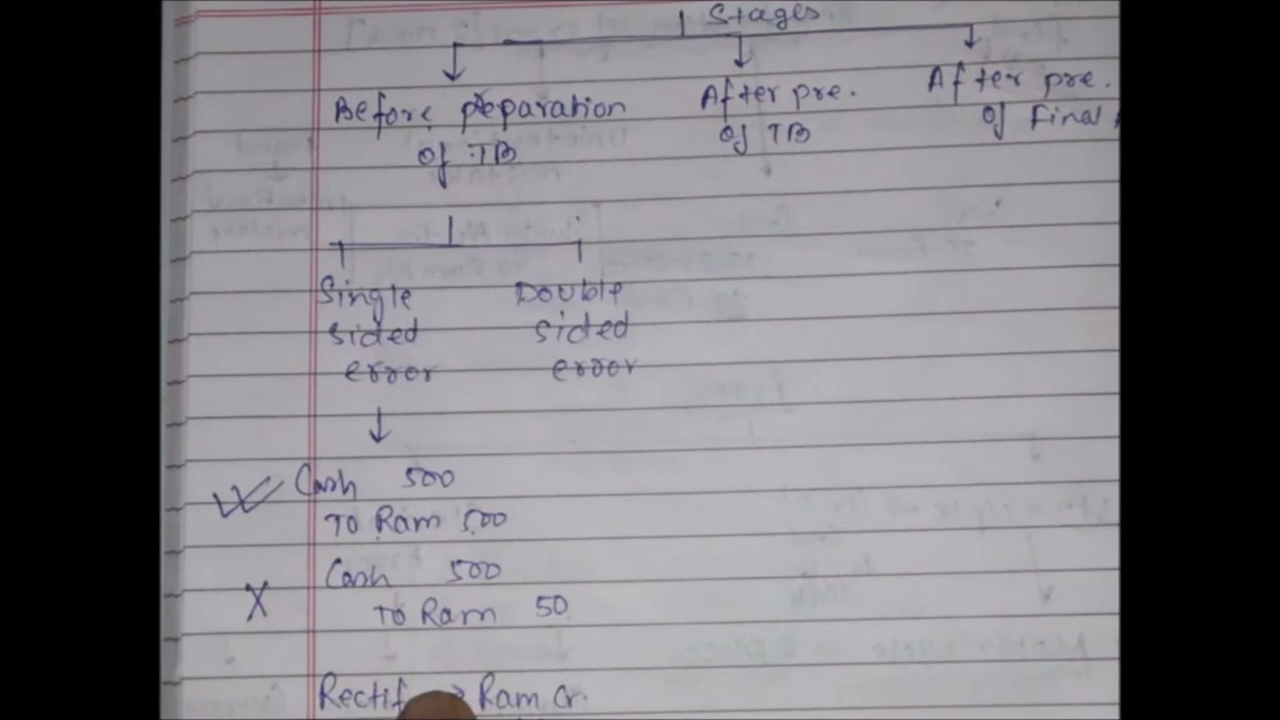 Stages
Before preparation
of TB
After pre.
of TB
After pre.
of Final
Single
sided
error
Double
sided
error
Cash 500
To Ram 500
Cash 500
To Ram 50
Rectif → Ram Cr.